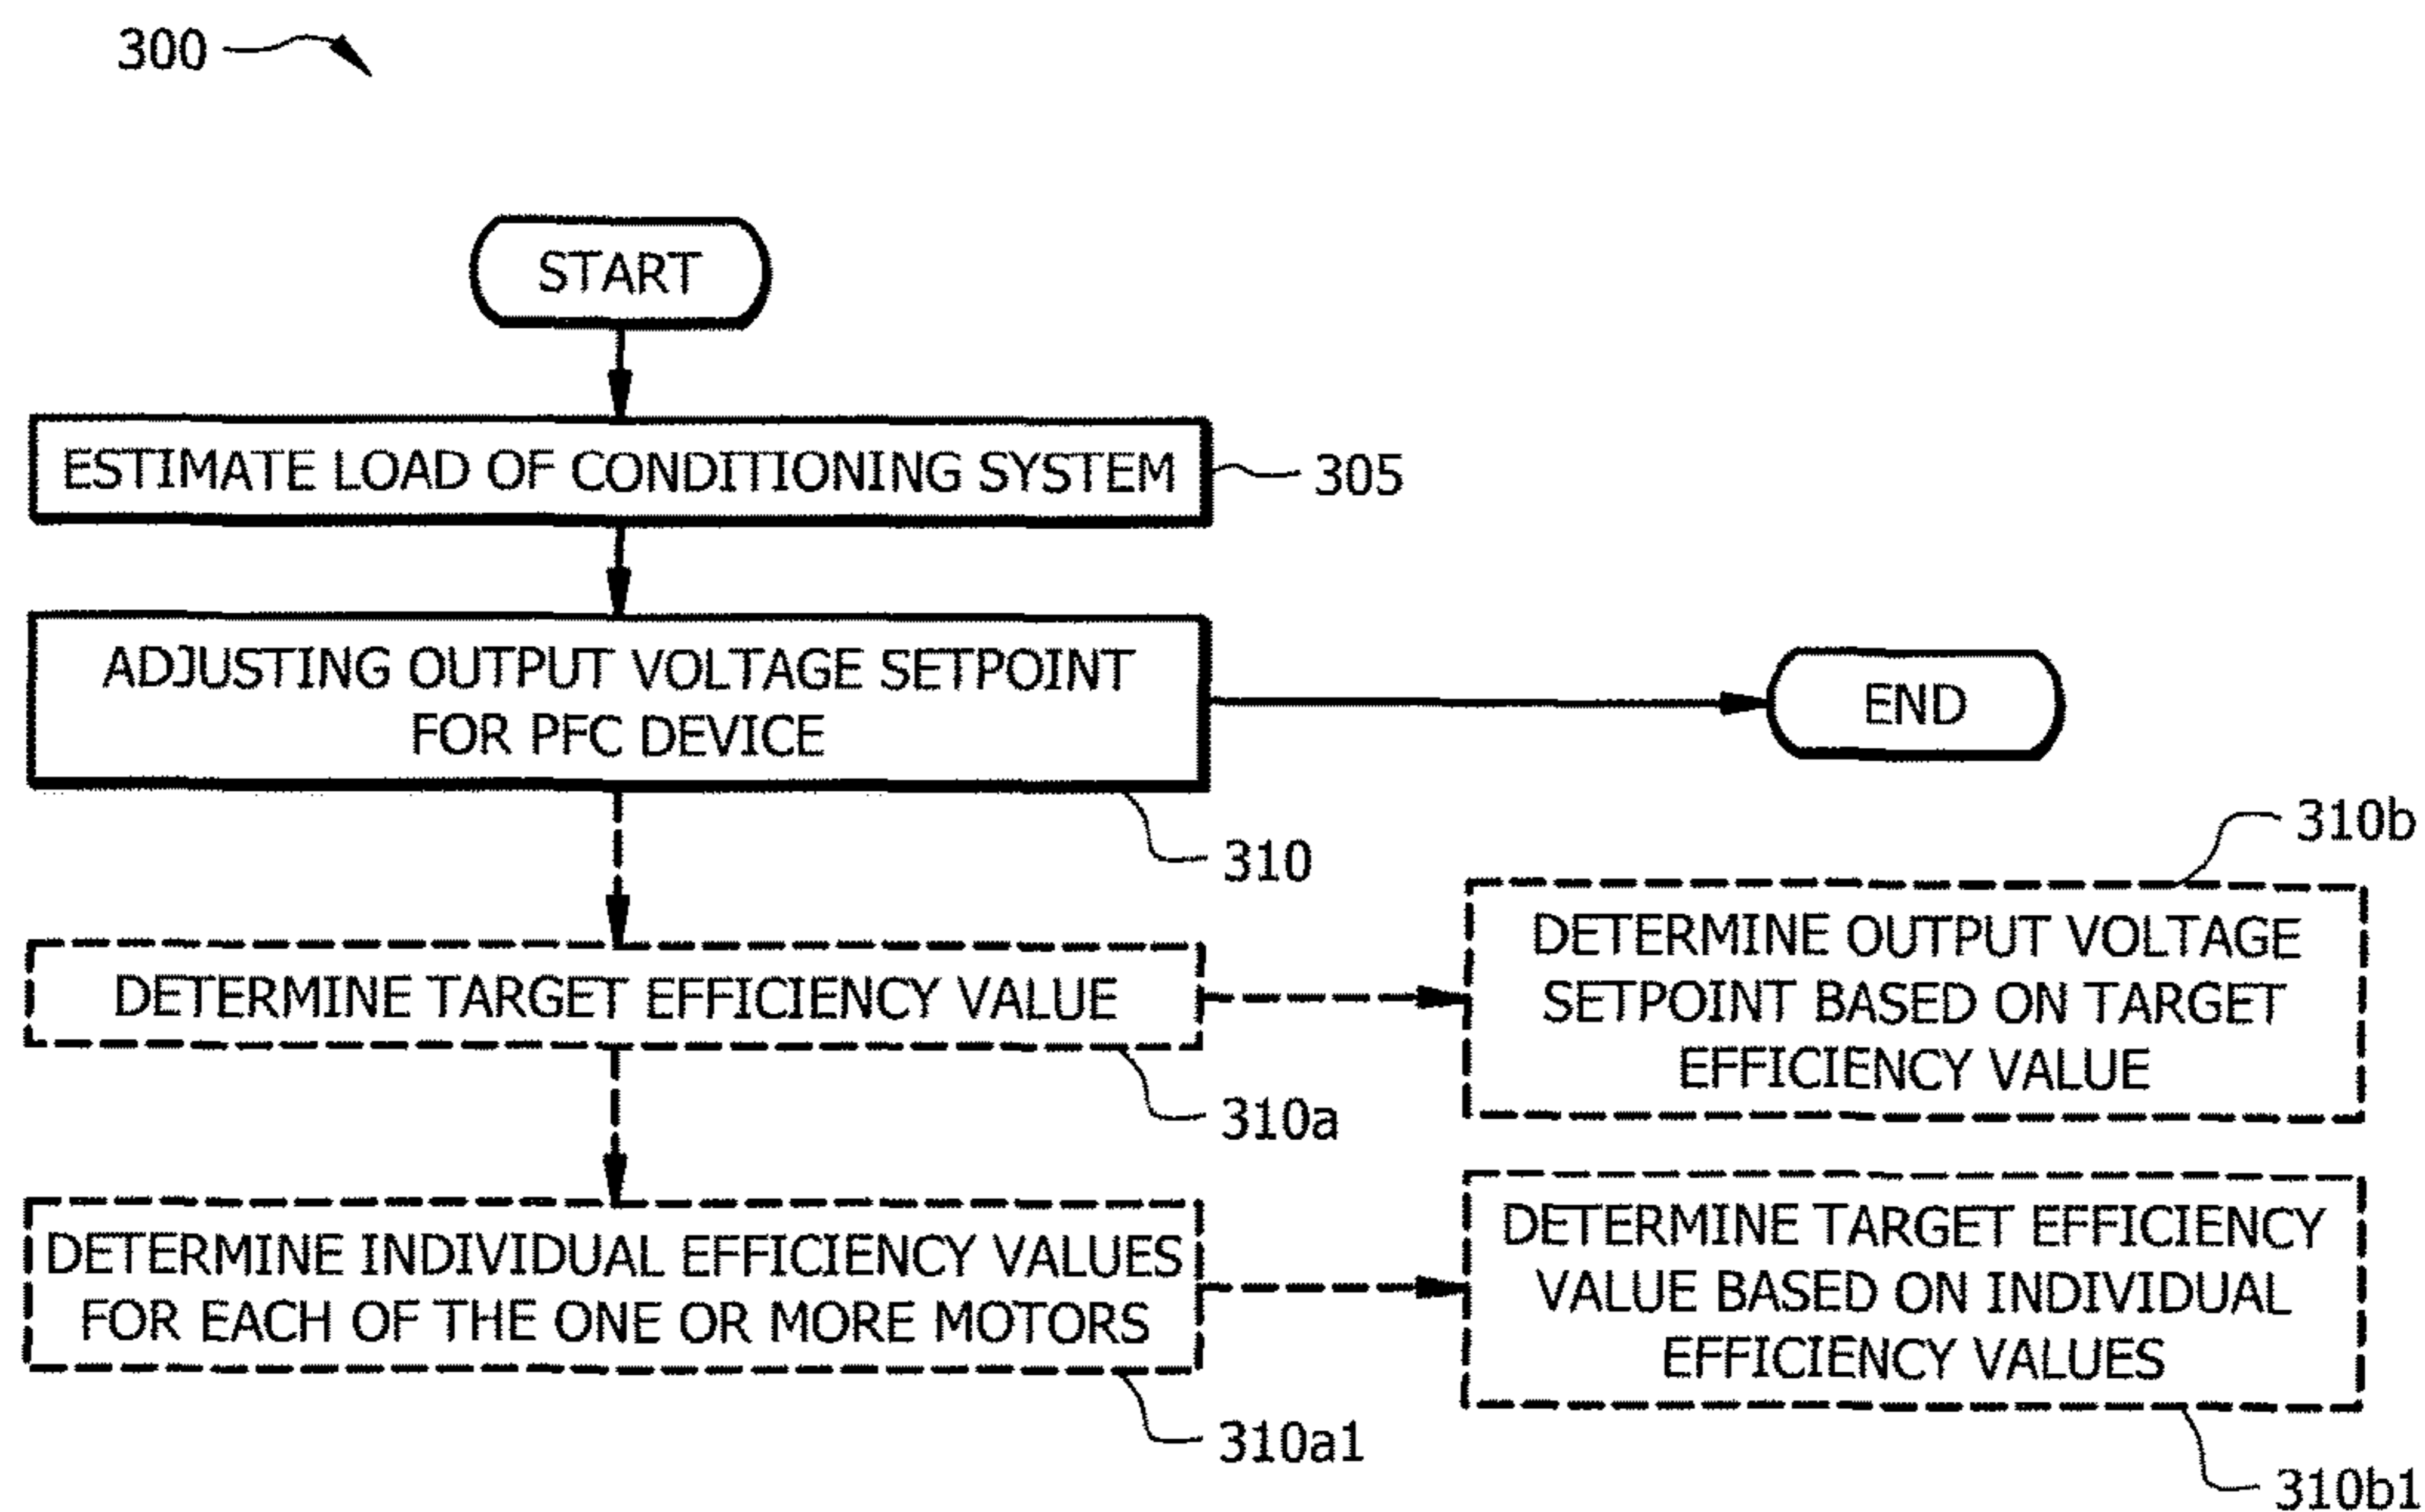 300
START
ESTIMATE LOAD OF CONDITIONING SYSTEM
305
ADJUSTING OUTPUT VOLTAGE SETPOINT
FOR PFC DEVICE
310
END
DETERMINE TARGET EFFICIENCY VALUE
310a
310b
DETERMINE OUTPUT VOLTAGE
SETPOINT BASED ON TARGET
EFFICIENCY VALUE
DETERMINE INDIVIDUAL EFFICIENCY VALUES
FOR EACH OF THE ONE OR MORE MOTORS
310a1
DETERMINE TARGET EFFICIENCY
VALUE BASED ON INDIVIDUAL
EFFICIENCY VALUES
310b1